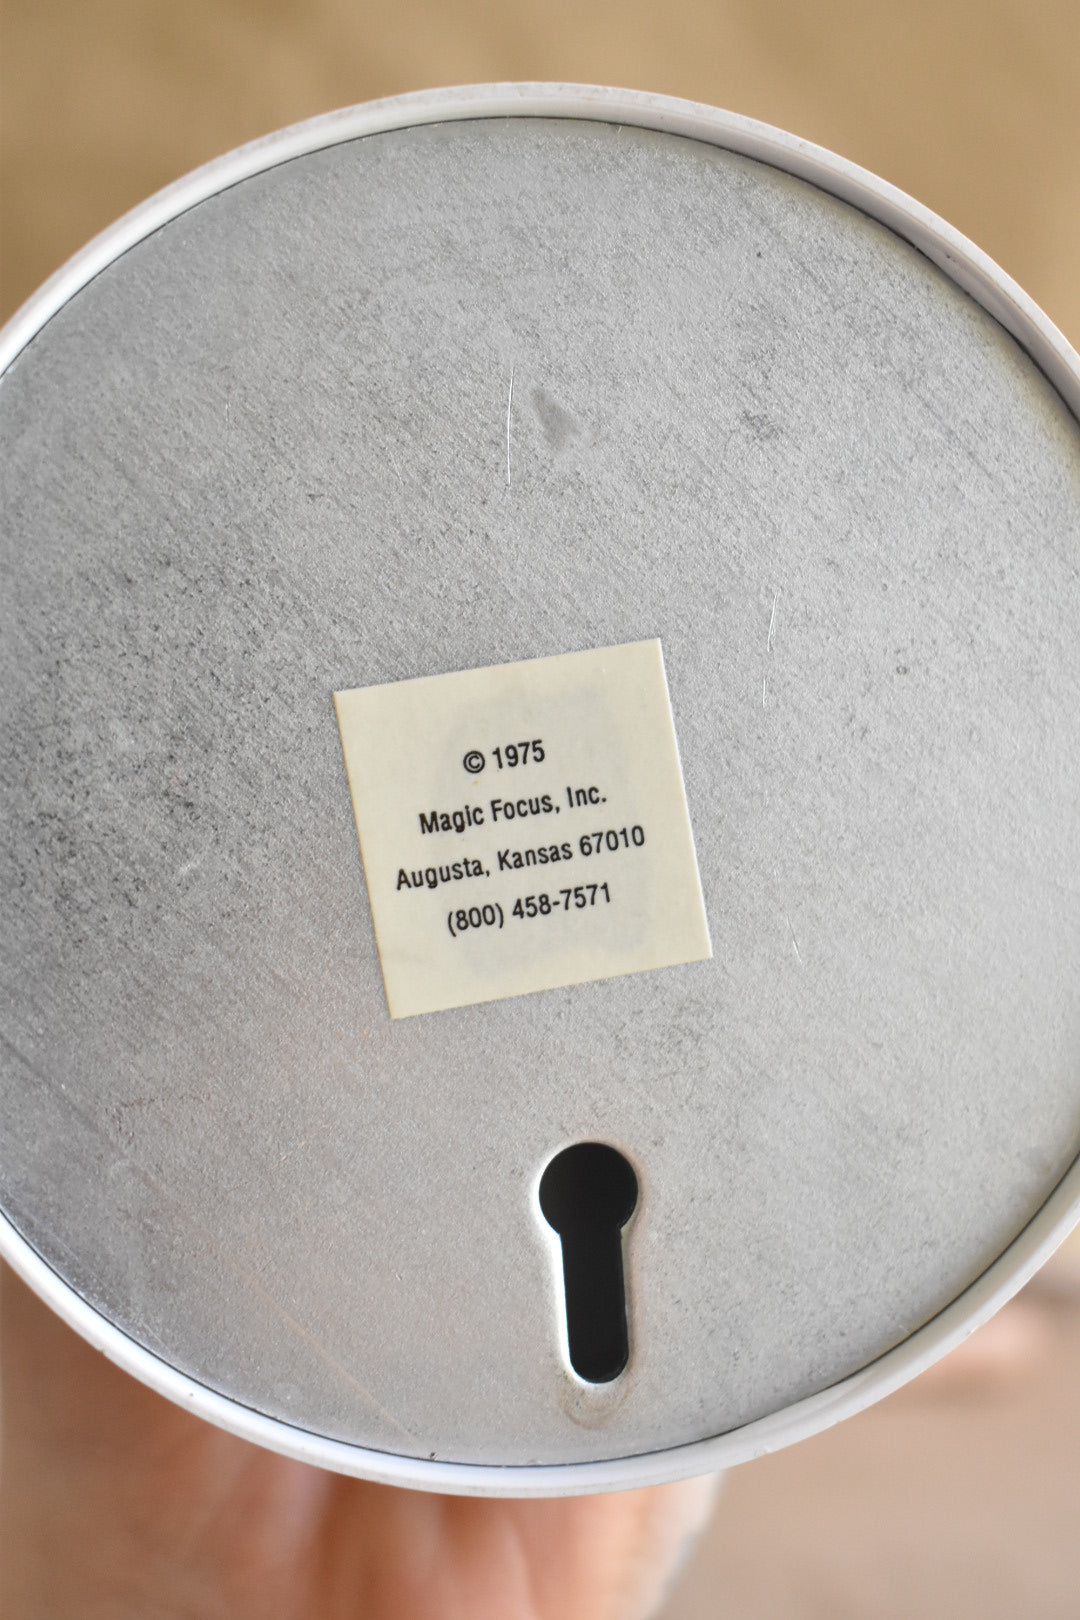 © 1975
Magic Focus, Inc.
Augusta, Kansas 67010
(800) 458-7571